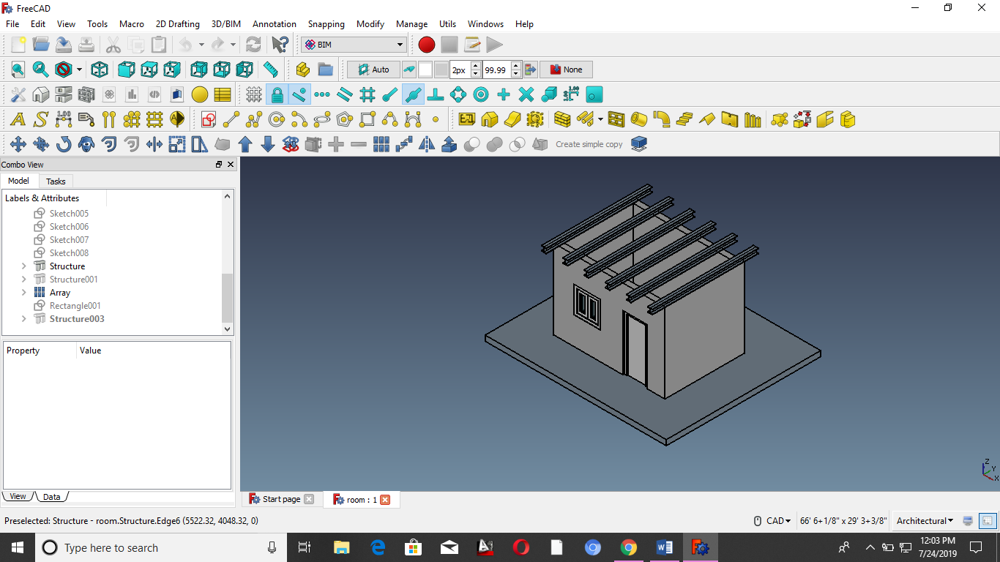 FreeCAD
File Edit View Tools Macro 2D Drafting 3D/BIM Annotation Snapping Modify Manage Utils Windows Help
BIM
Auto 2px 99.99 None
Create simple copy
Combo View
Model Tasks
Labels & Attributes
Sketch005
Sketch006
Sketch007
Sketch008
Structure
Structure001
Array
Rectangle001
Structure003
Property Value
View Data
Z
Y
X
Start page room : 1
Preselected: Structure - room.Structure.Edge6 (5522.32, 4048.32, 0) CAD 66' 6+1/8" x 29' 3+3/8" Architectural
Type here to search
12:03 PM
7/24/2019